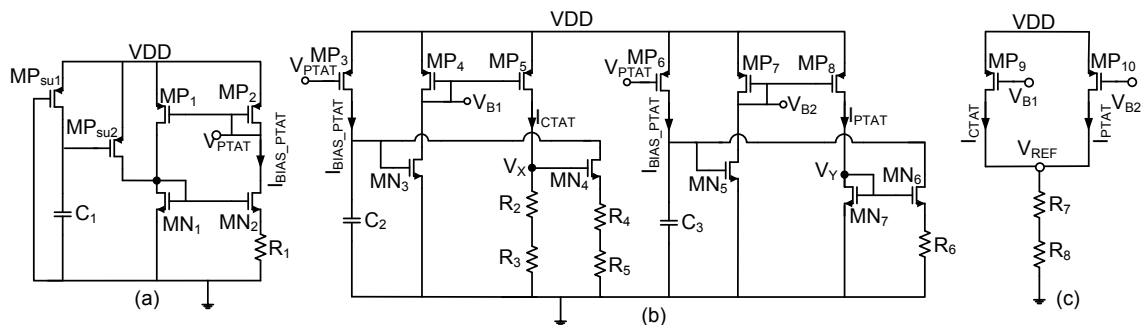 VDD
MPsu1
MP1
MP2
MPsu2
VPTAT
IBIAS_PTAT
C1
MN1
MN2
R1
(a)
VDD
MP3
VPTAT
MP4
MP5
VB1
IBIAS_PTAT
ICTAT
MN3
VX
MN4
C2
R2
R3
R4
R5
MP6
VPTAT
MP7
MP8
VB2
IBIAS_PTAT
IPTAT
MN5
VY
MN6
MN7
C3
R6
(b)
VDD
MP9
MP10
VB1
VB2
ICTAT
IPTAT
VREF
R7
R8
(c)